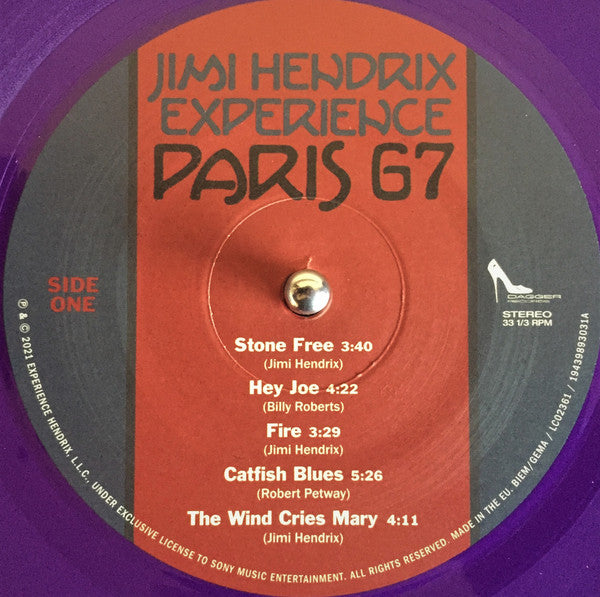 JIMI HENDRIX
EXPERIENCE
PARIS 67
SIDE
ONE
DAGGER
RECORDS
STEREO
33 1/3 RPM
Stone Free 3:40
(Jimi Hendrix)
Hey Joe 4:22
(Billy Roberts)
Fire 3:29
(Jimi Hendrix)
Catfish Blues 5:26
(Robert Petway)
The Wind Cries Mary 4:11
(Jimi Hendrix)
℗ & © 2021 EXPERIENCE HENDRIX, L.L.C., UNDER EXCLUSIVE LICENSE TO SONY MUSIC ENTERTAINMENT. ALL RIGHTS RESERVED. MADE IN THE EU. BIEM/GEMA / LC02361 / 19439893031A